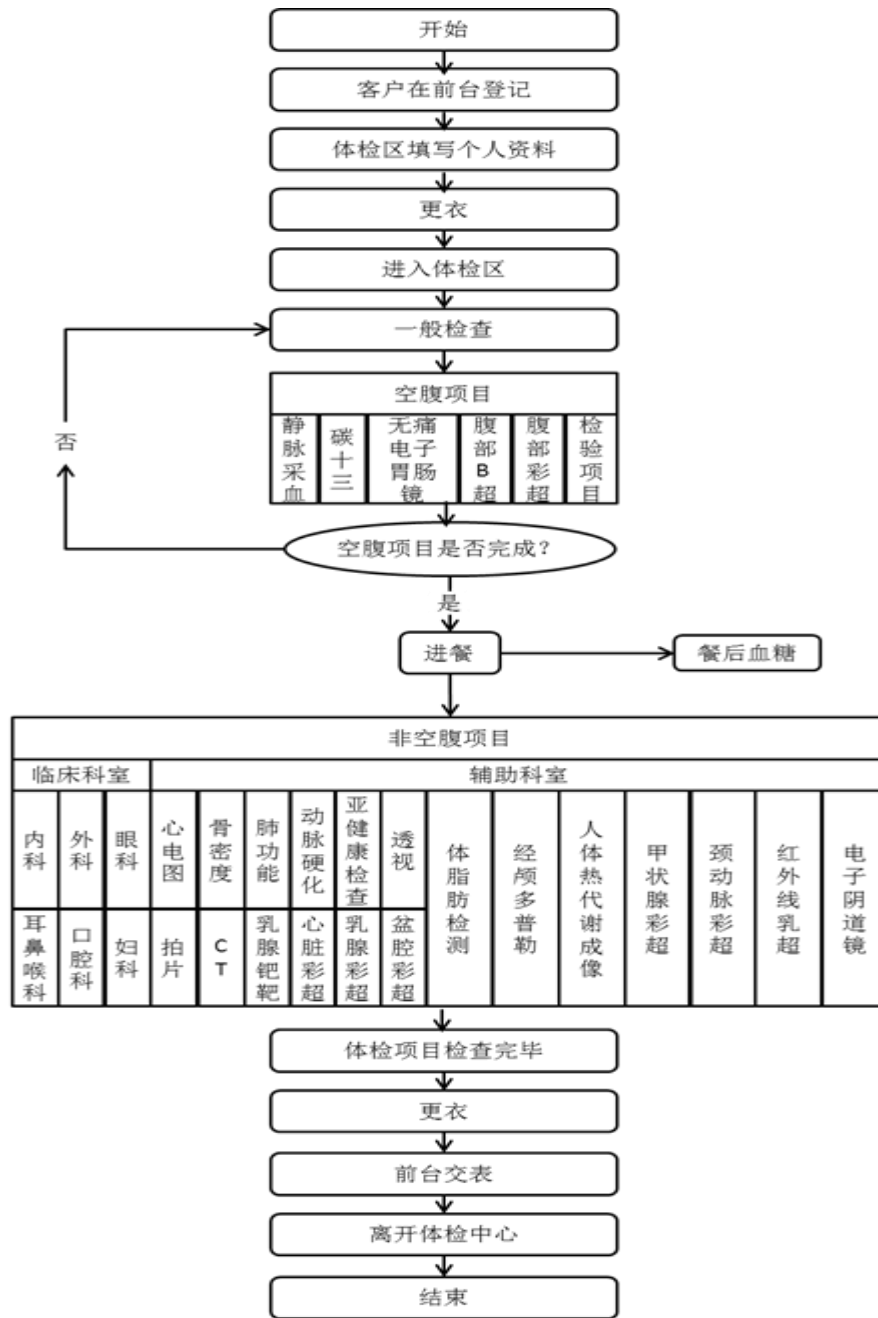 开始
客户在前台登记
体检区填写个人资料
更衣
进入体检区
一般检查
空腹项目
静脉采血
碳十三
无痛电子胃肠镜
腹部B超
腹部彩超
检验项目
否
空腹项目是否完成？
是
进餐
餐后血糖
非空腹项目
临床科室
辅助科室
内科
外科
眼科
心电图
骨密度
肺功能
动脉硬化
亚健康检查
透视
体脂肪检测
经颅多普勒
人体热代谢成像
甲状腺彩超
颈动脉彩超
红外线乳超
电子阴道镜
耳鼻喉科
口腔科
妇科
拍片
CT
乳腺钯靶
心脏彩超
乳腺彩超
盆腔彩超
体检项目检查完毕
更衣
前台交表
离开体检中心
结束